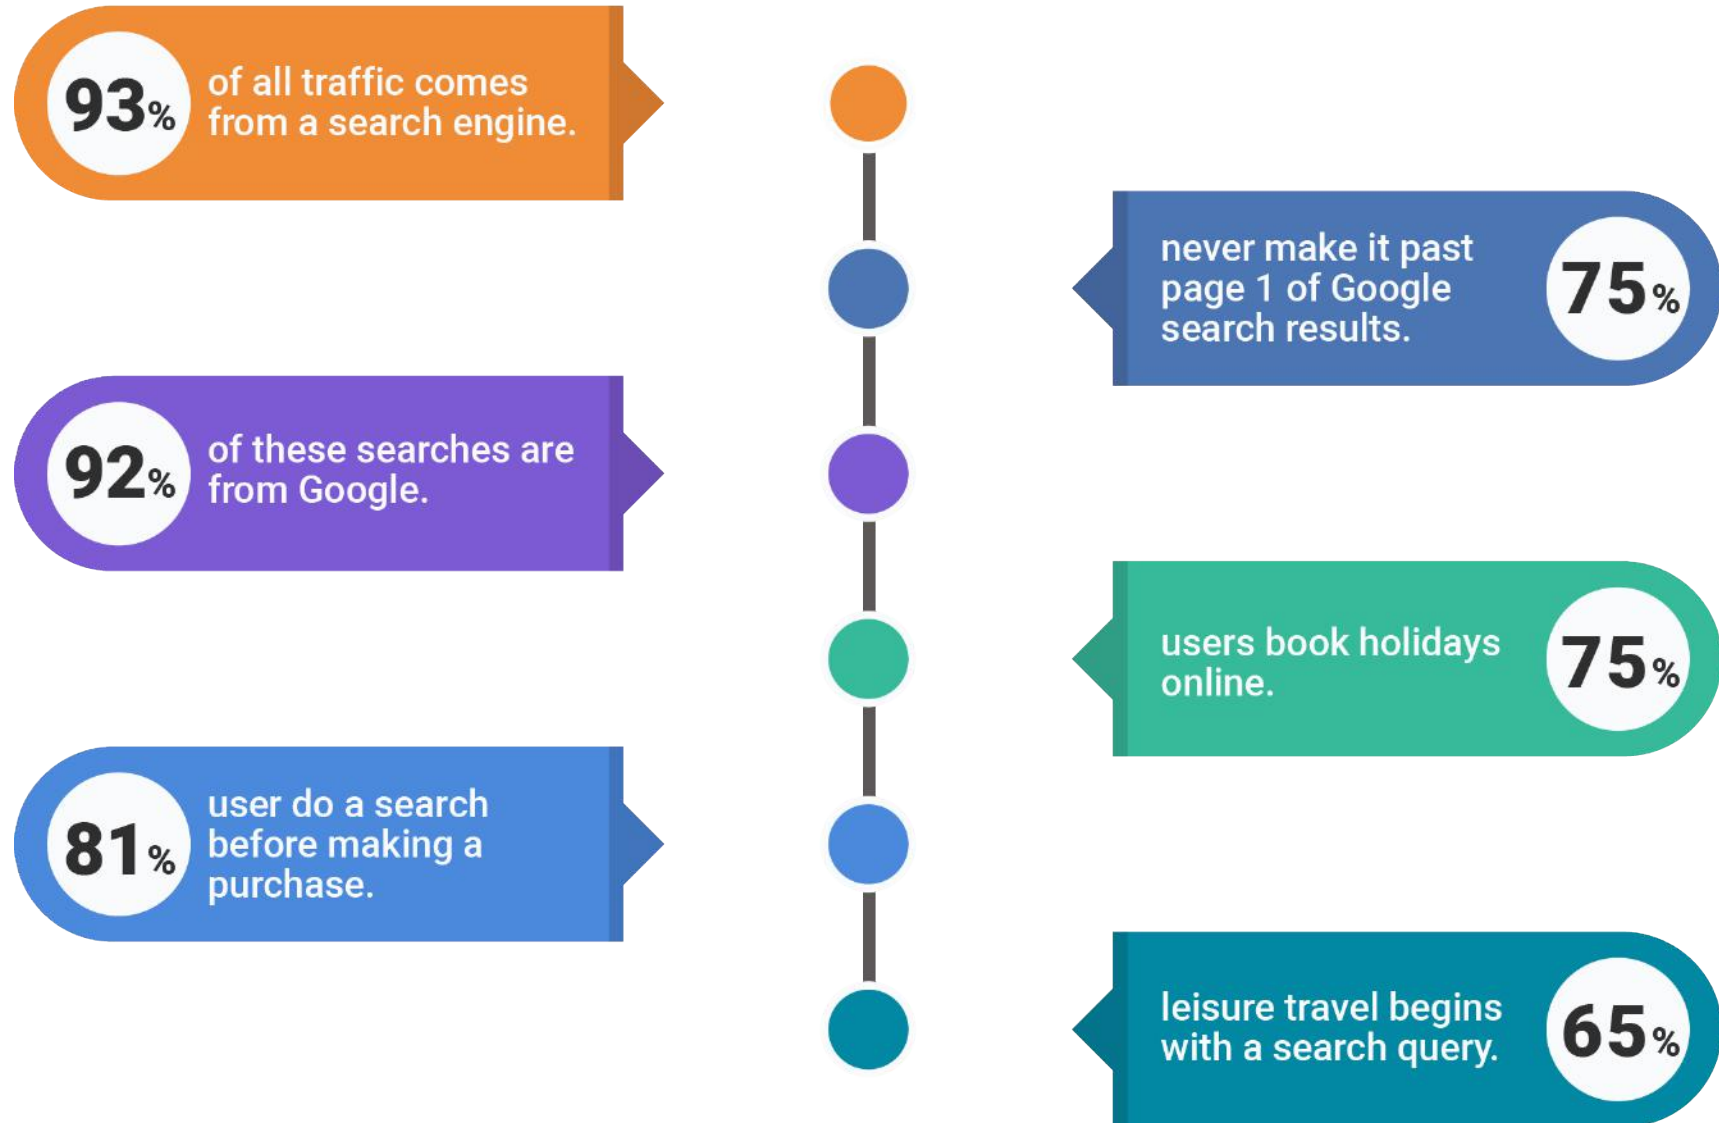 93%
of all traffic comes
from a search engine.
never make it past
page 1 of Google
search results.
75%
92%
of these searches are
from Google.
users book holidays
online.
75%
81%
user do a search
before making a
purchase.
leisure travel begins
with a search query.
65%